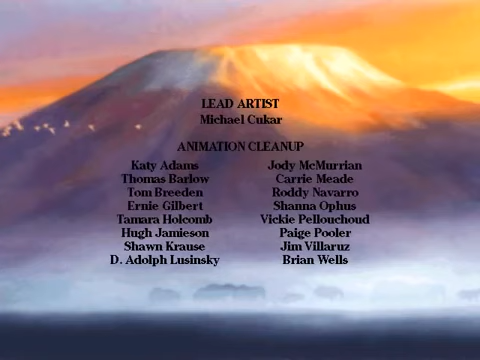 LEAD ARTIST
Michael Cukar
ANIMATION CLEANUP
Katy Adams
Thomas Barlow
Tom Breeden
Ernie Gilbert
Tamara Holcomb
Hugh Jamieson
Shawn Krause
D. Adolph Lusinsky
Jody McMurrian
Carrie Meade
Roddy Navarro
Shanna Ophus
Vickie Pellouchoud
Paige Pooler
Jim Villaruz
Brian Wells